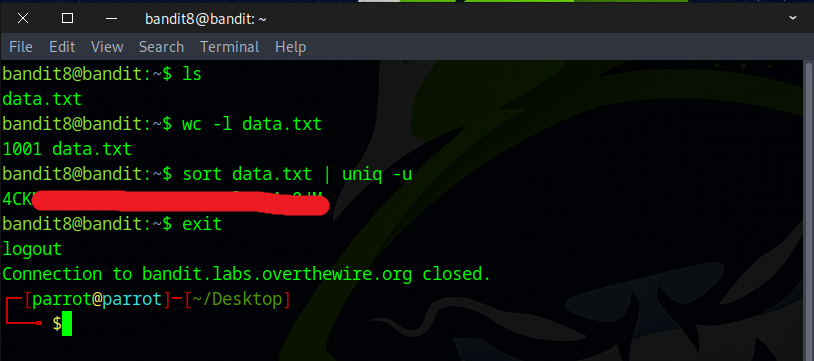 bandit8@bandit: ~
File Edit View Search Terminal Help
bandit8@bandit:~$ ls
data.txt
bandit8@bandit:~$ wc -l data.txt
1001 data.txt
bandit8@bandit:~$ sort data.txt | uniq -u
bandit8@bandit:~$ exit
logout
Connection to bandit.labs.overthewire.org closed.
[parrot@parrot]─[~/Desktop]
$